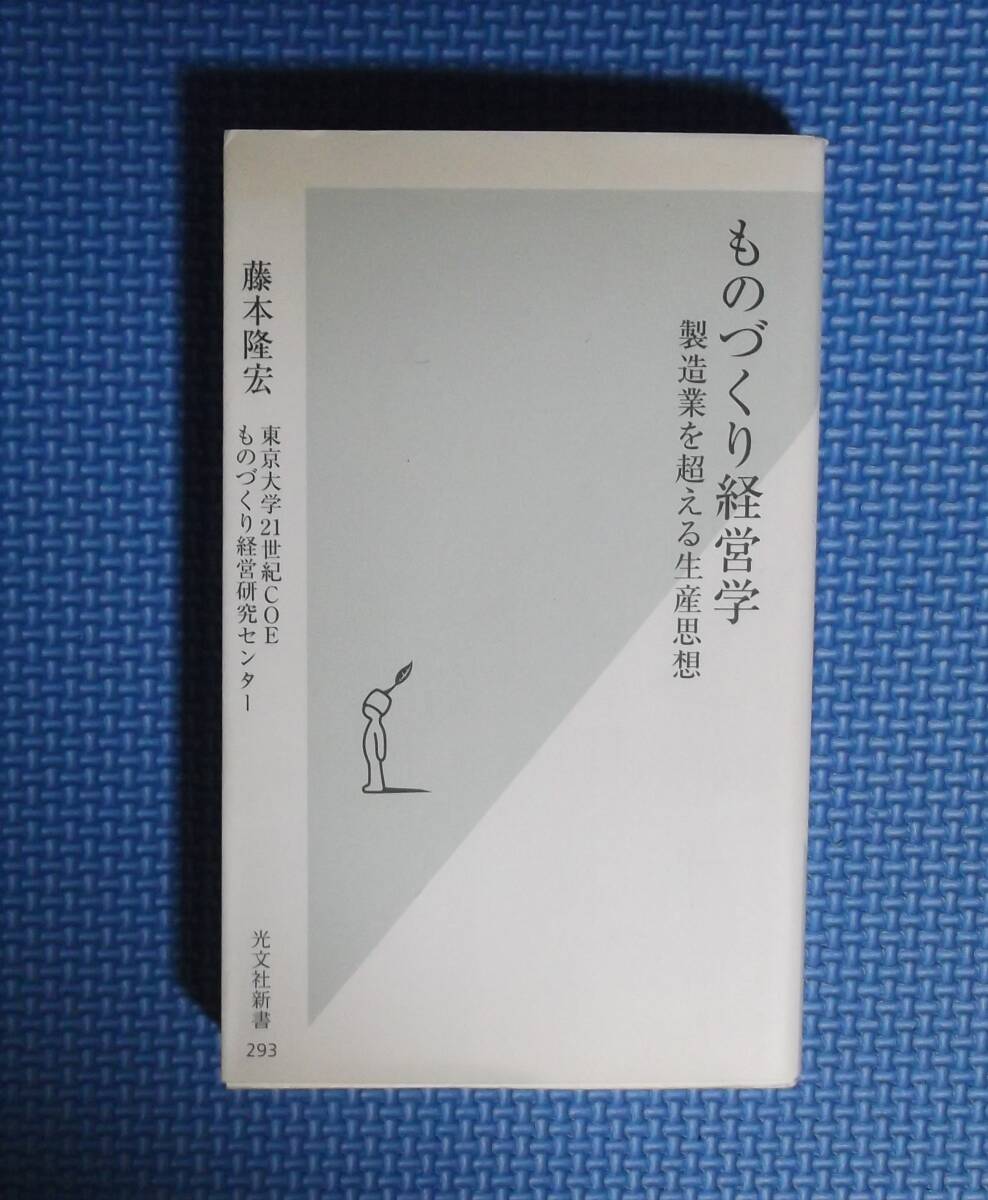 ものづくり経営学
製造業を超える生産思想
藤本隆宏
東京大学21世紀COE
ものづくり経営研究センター
光文社新書
293